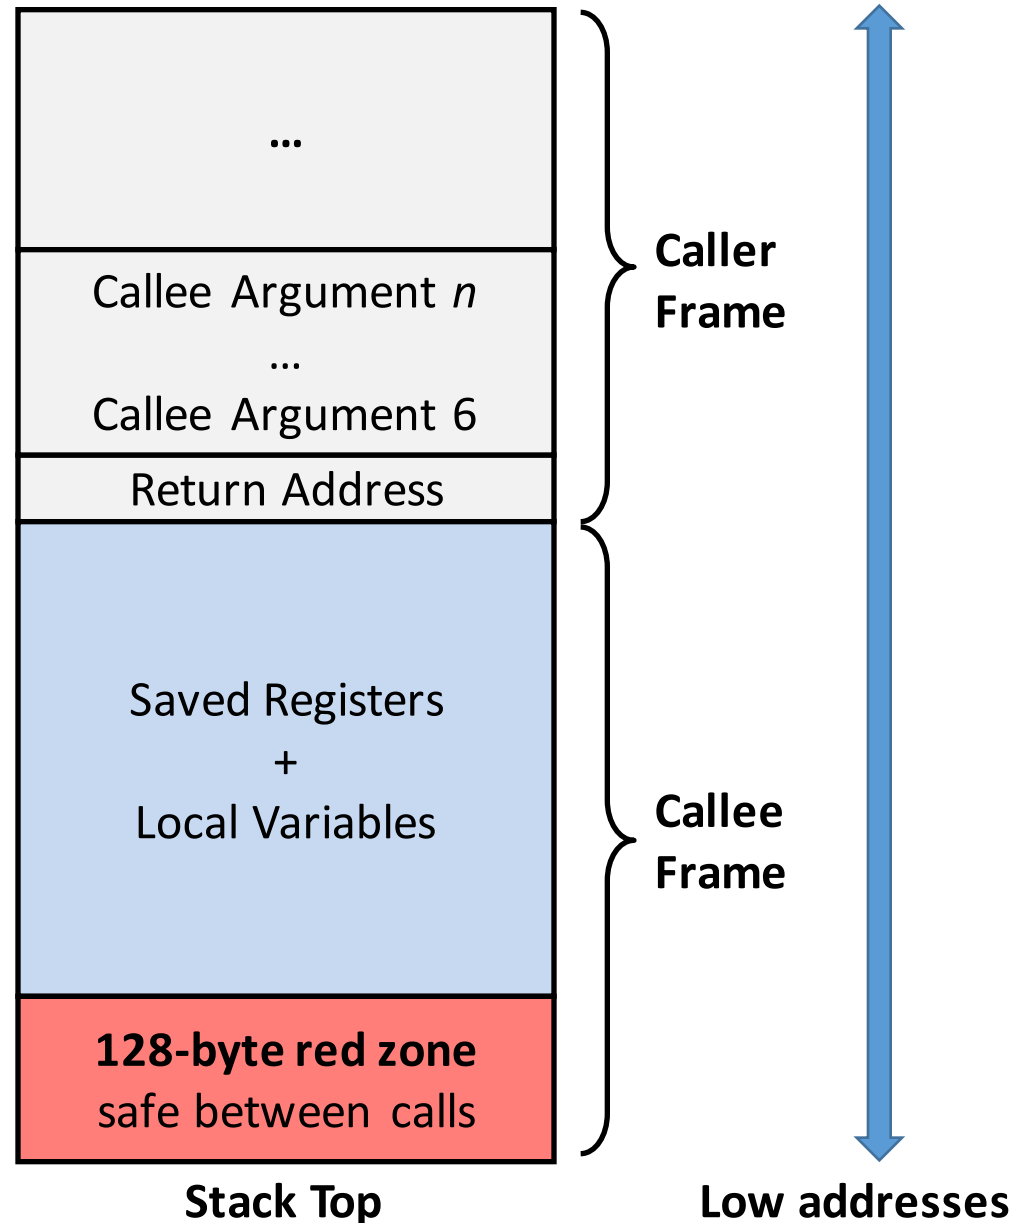 ...
Callee Argument n
...
Callee Argument 6
Return Address
Caller
Frame
Saved Registers
+
Local Variables
Callee
Frame
128-byte red zone
safe between calls
Stack Top
Low addresses